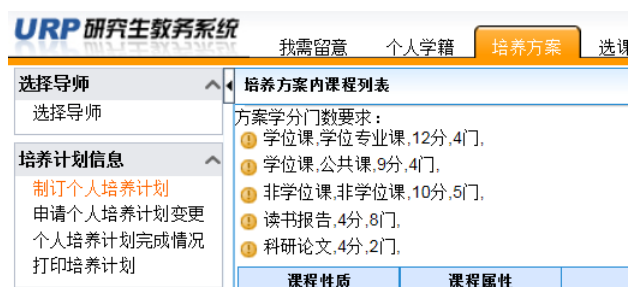 URP研究生教务系统
我需留意 个人学籍 培养方案 选课
选择导师
选择导师
培养计划信息
制订个人培养计划
申请个人培养计划变更
个人培养计划完成情况
打印培养计划
培养方案内课程列表
方案学分门数要求：
学位课,学位专业课,12分,4门,
学位课,公共课,9分,4门,
非学位课,非学位课,10分,5门,
读书报告,4分,8门,
科研论文,4分,2门,
课程性质 课程属性